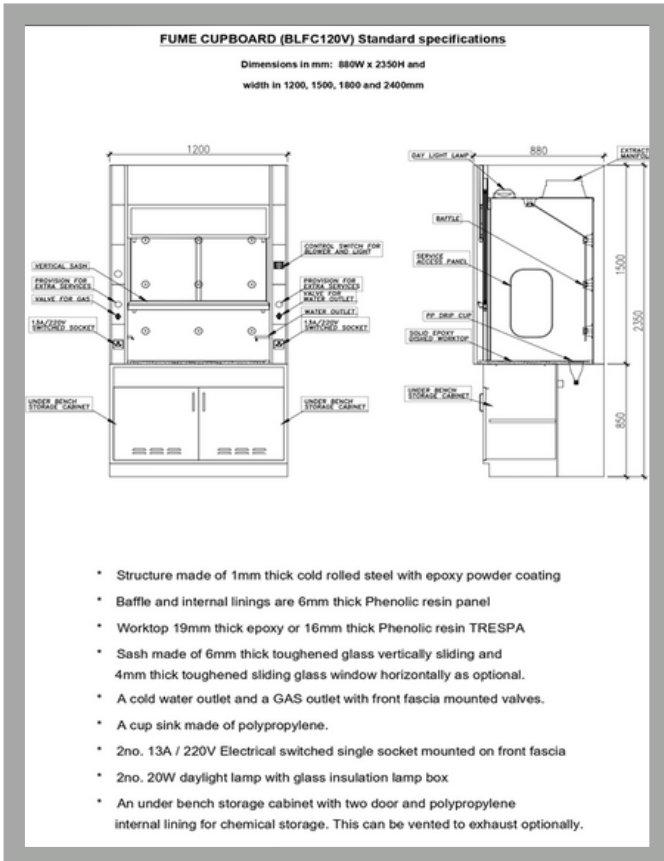 FUME CUPBOARD (BLFC120V) Standard specifications
Dimensions in mm: 880W x 2350H and
width in 1200, 1500, 1800 and 2400mm
1200
CONTROL SWITCH FOR
BLOWER AND LIGHT
VERTICAL SASH
PROVISION FOR
EXTRA SERVICES
VALVE FOR GAS
13A/220V
SWITCHED SOCKET
PROVISION FOR
EXTRA SERVICES
VALVE FOR
WATER OUTLET
WATER OUTLET
13A/220V
SWITCHED SOCKET
UNDER BENCH
STORAGE CABINET
UNDER BENCH
STORAGE CABINET
880
DAY LIGHT LAMP
EXTRACT
MANIFOL
BAFFLE
SERVICE
ACCESS PANEL
PP DRIP CUP
SOLID EPOXY
DISHED WORKTOP
UNDER BENCH
STORAGE CABINET
1500
2350
850
* Structure made of 1mm thick cold rolled steel with epoxy powder coating
* Baffle and internal linings are 6mm thick Phenolic resin panel
* Worktop 19mm thick epoxy or 16mm thick Phenolic resin TRESPA
* Sash made of 6mm thick toughened glass vertically sliding and
4mm thick toughened sliding glass window horizontally as optional.
* A cold water outlet and a GAS outlet with front fascia mounted valves.
* A cup sink made of polypropylene.
* 2no. 13A / 220V Electrical switched single socket mounted on front fascia
* 2no. 20W daylight lamp with glass insulation lamp box
* An under bench storage cabinet with two door and polypropylene
internal lining for chemical storage. This can be vented to exhaust optionally.